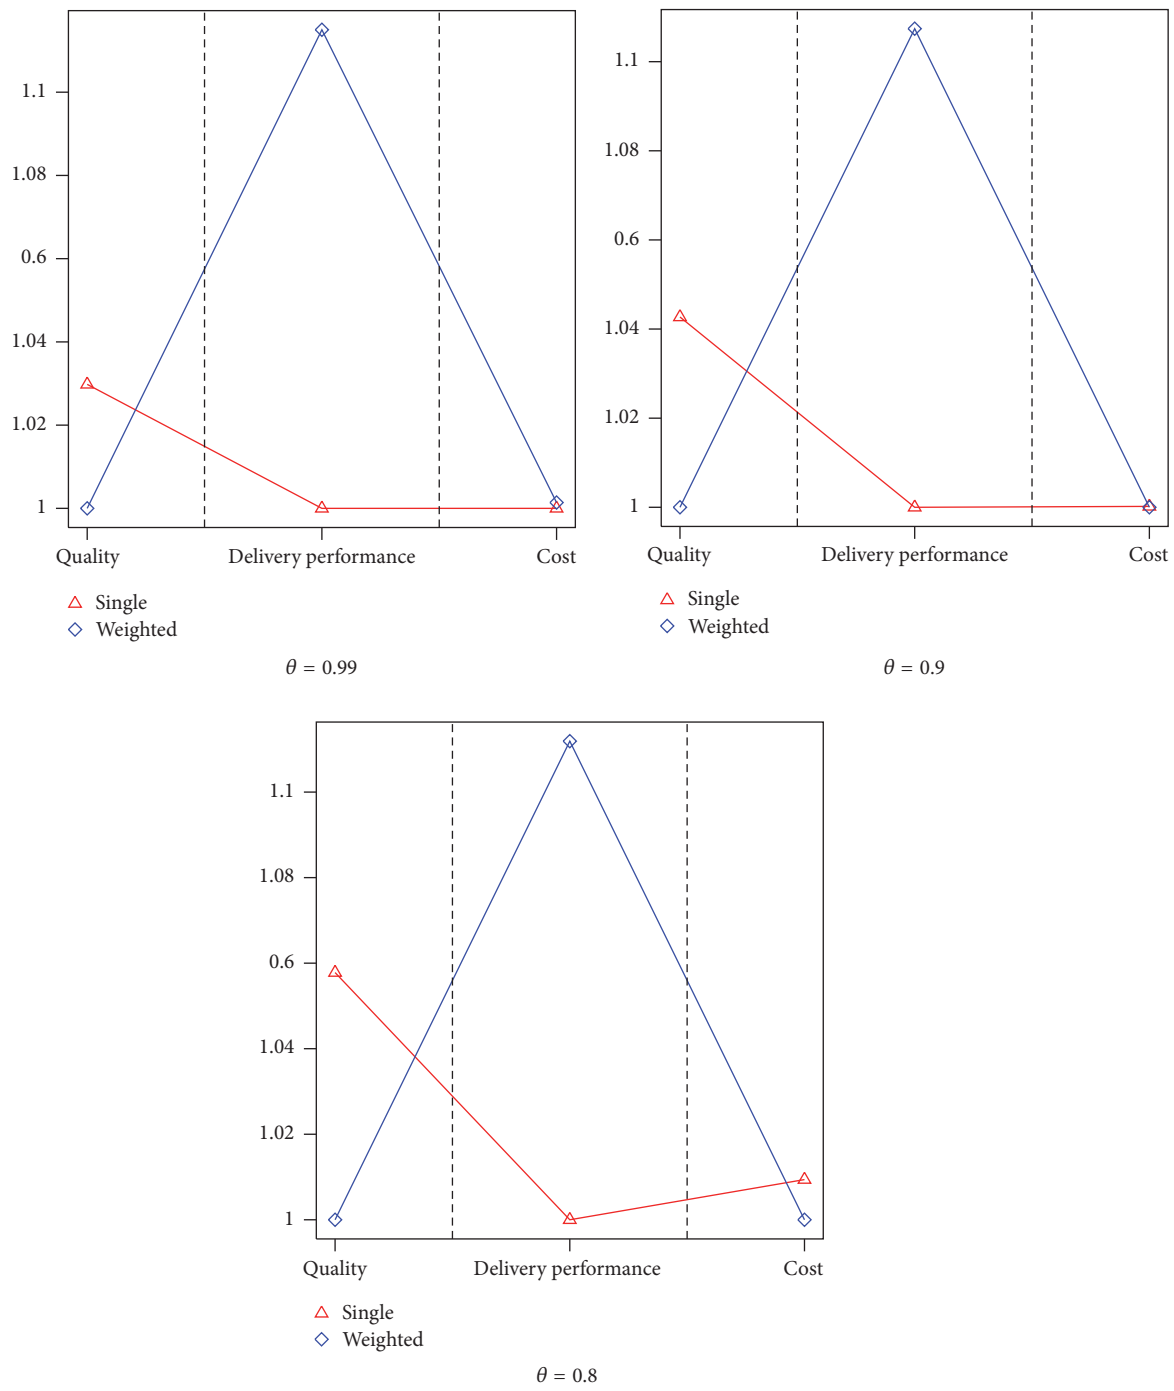 1.1
1.08
0.6
1.04
1.02
1
Quality Delivery performance Cost
Single
Weighted
θ = 0.99
1.1
1.08
0.6
1.04
1.02
1
Quality Delivery performance Cost
Single
Weighted
θ = 0.9
1.1
1.08
0.6
1.04
1.02
1
Quality Delivery performance Cost
Single
Weighted
θ = 0.8